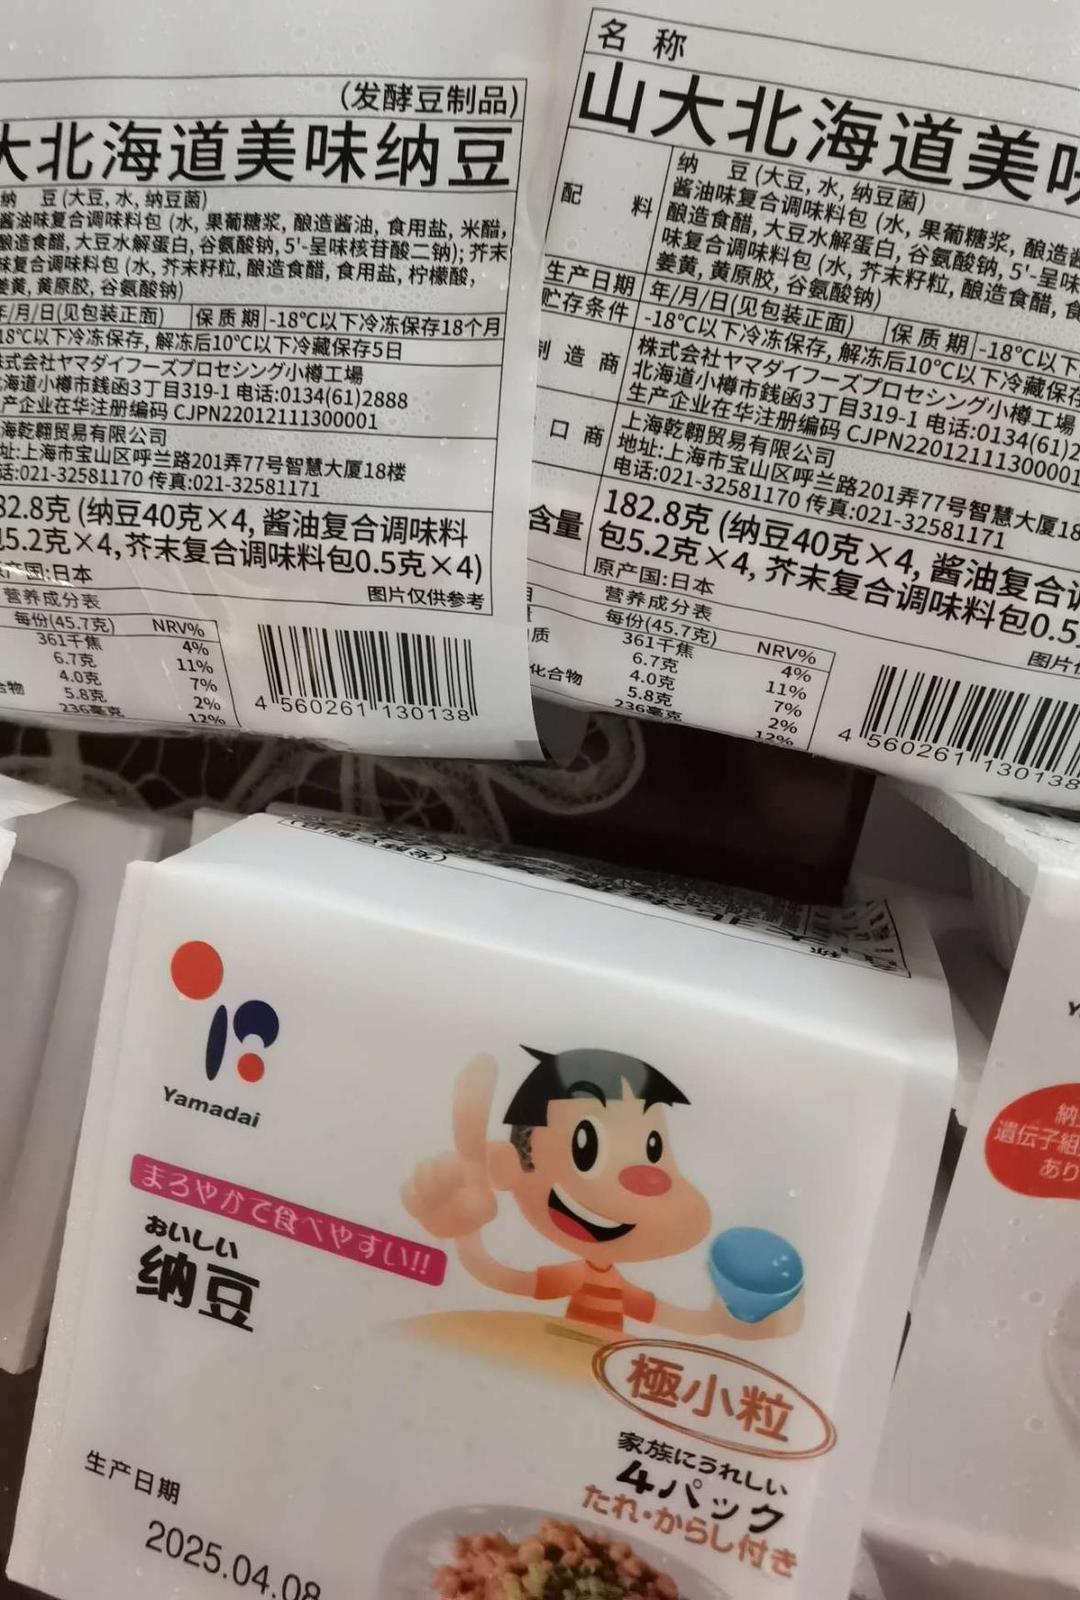 (发酵豆制品)
大北海道美味纳豆
纳 豆 (大豆, 水, 纳豆菌)
酱油味复合调味料包 (水, 果葡糖浆, 酿造酱油, 食用盐, 米醋,
酿造食醋, 大豆水解蛋白, 谷氨酸钠, 5'-呈味核苷酸二钠); 芥末
味复合调味料包 (水, 芥末籽粒, 酿造食醋, 食用盐, 柠檬酸,
姜黄, 黄原胶, 谷氨酸钠)
年/月/日(见包装正面) 保质期 -18°C以下冷冻保存18个月
18°C以下冷冻保存, 解冻后10°C以下冷藏保存5日
株式会社ヤマダイフーズプロセシング小樽工場
北海道小樽市銭函3丁目319-1 电话:0134(61)2888
产企业在华注册编码 CJPN22012111300001
海乾翱贸易有限公司
址:上海市宝山区呼兰路201弄77号智慧大厦18楼
话:021-32581170 传真:021-32581171
82.8克 (纳豆40克×4, 酱油复合调味料
包5.2克×4, 芥末复合调味料包0.5克×4)
原产国:日本
图片仅供参考
营养成分表
每份(45.7克) NRV%
361千焦 4%
6.7克 11%
4.0克 7%
合物 5.8克 2%
236毫克 12%
4 560261 130138
名 称
山大北海道美味
配 料
纳 豆 (大豆, 水, 纳豆菌)
酱油味复合调味料包 (水, 果葡糖浆, 酿造酱
酿造食醋, 大豆水解蛋白, 谷氨酸钠, 5'-呈味
味复合调味料包 (水, 芥末籽粒, 酿造食醋, 食
姜黄, 黄原胶, 谷氨酸钠)
生产日期 年/月/日(见包装正面) 保质期 -18°C以下
贮存条件 -18°C以下冷冻保存, 解冻后10°C以下冷藏保存
制造商 株式会社ヤマダイフーズプロセシング小樽工場
北海道小樽市銭函3丁目319-1 电话:0134(61)2
生产企业在华注册编码 CJPN22012111300001
口商 上海乾翱贸易有限公司
地址:上海市宝山区呼兰路201弄77号智慧大厦18
电话:021-32581170 传真:021-32581171
含量 182.8克 (纳豆40克×4, 酱油复合调
包5.2克×4, 芥末复合调味料包0.5
原产国:日本
图片仅
营养成分表
每份(45.7克) NRV%
361千焦 4%
质 6.7克 11%
4.0克 7%
化合物 5.8克 2%
236毫克 12%
4 560261 130138
Yamadai
まろやかで食べやすい!!
おいしい
纳豆
極小粒
家族にうれしい
4パック
たれ・からし付き
生产日期
2025.04.08
納
遺伝子組
あり